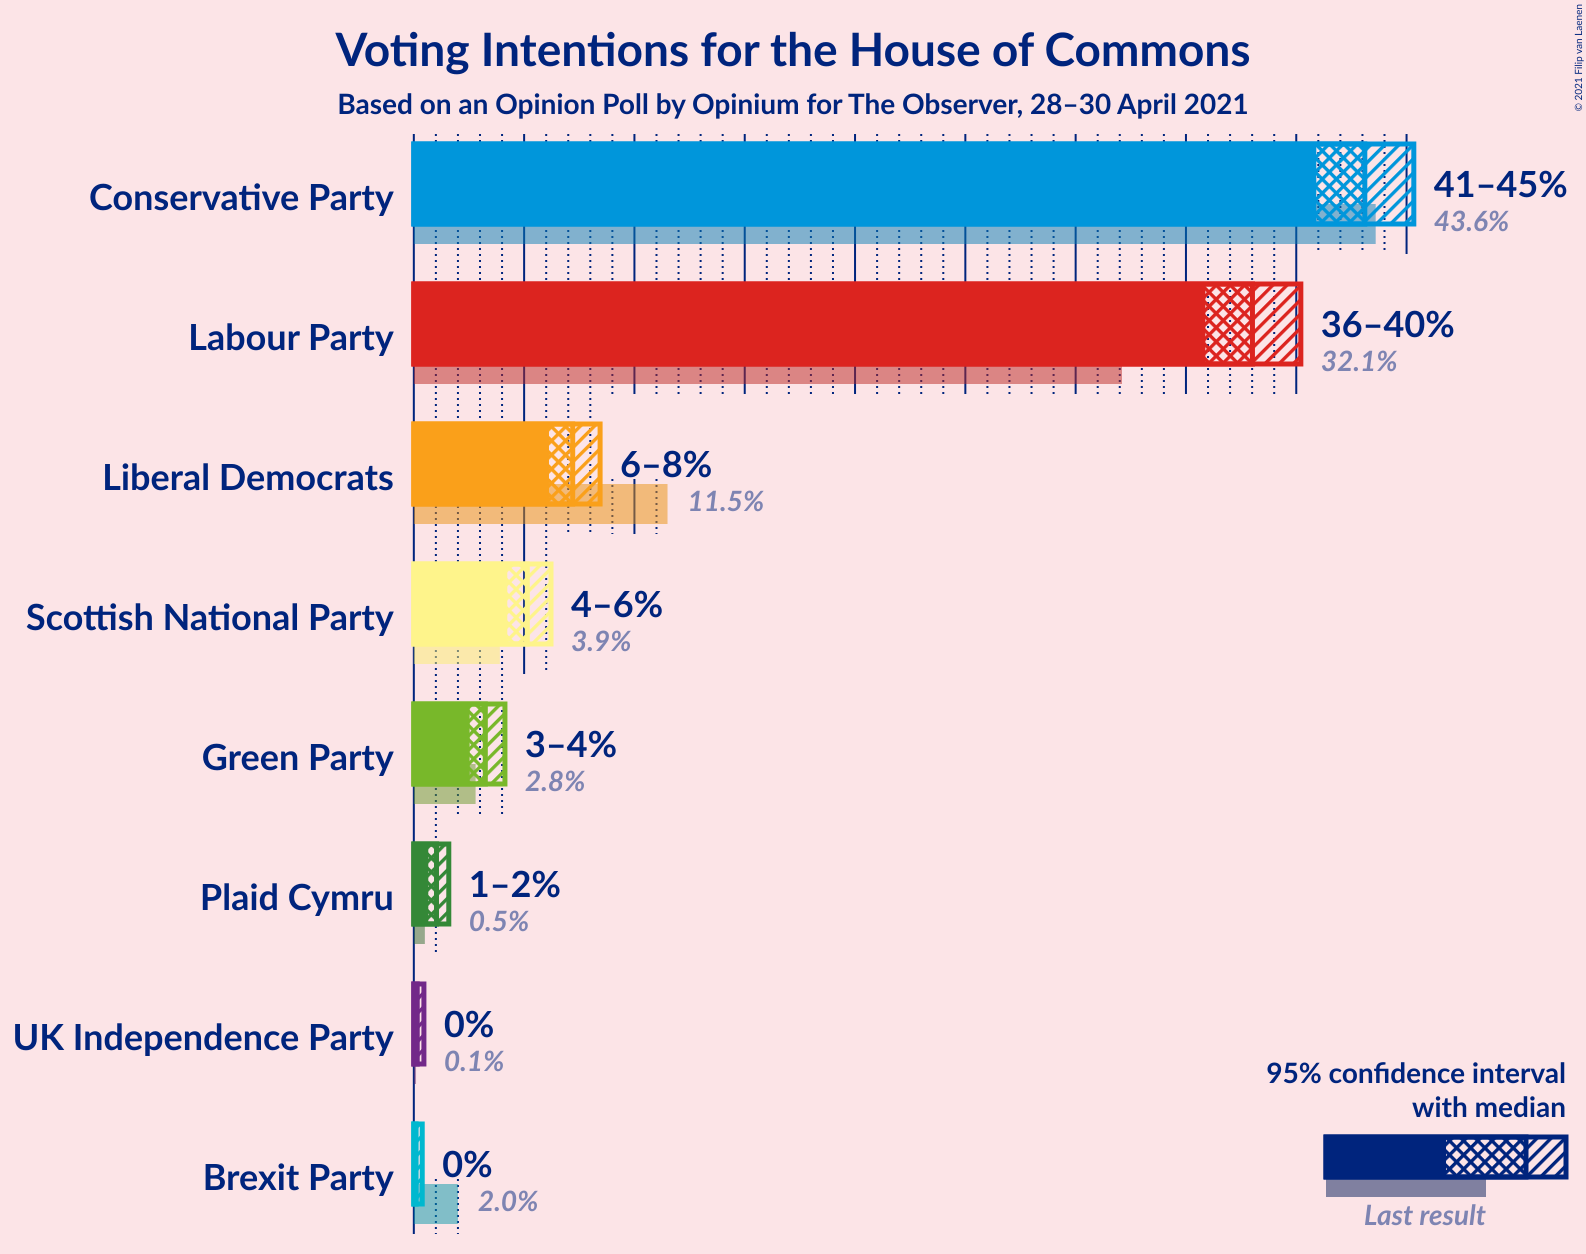 Voting Intentions for the House of Commons
Based on an Opinion Poll by Opinium for The Observer, 28–30 April 2021
© 2021 Filip van Laenen
Conservative Party
41–45%
43.6%
Labour Party
36–40%
32.1%
Liberal Democrats
6–8%
11.5%
Scottish National Party
4–6%
3.9%
Green Party
3–4%
2.8%
Plaid Cymru
1–2%
0.5%
UK Independence Party
0%
0.1%
Brexit Party
0%
2.0%
95% confidence interval
with median
Last result